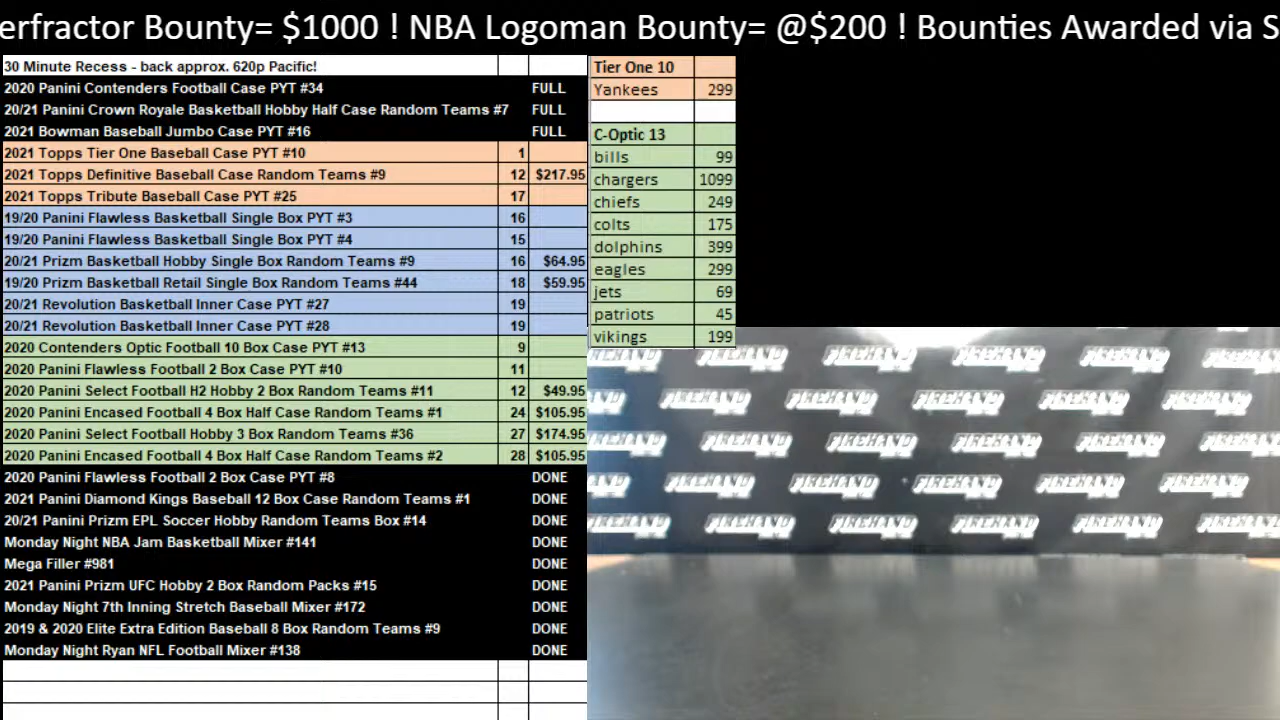 erfractor Bounty= $1000 ! NBA Logoman Bounty= @$200 ! Bounties Awarded via S
30 Minute Recess - back approx. 620p Pacific!
2020 Panini Contenders Football Case PYT #34 FULL
20/21 Panini Crown Royale Basketball Hobby Half Case Random Teams #7 FULL
2021 Bowman Baseball Jumbo Case PYT #16 FULL
2021 Topps Tier One Baseball Case PYT #10 1
2021 Topps Definitive Baseball Case Random Teams #9 12 $217.95
2021 Topps Tribute Baseball Case PYT #25 17
19/20 Panini Flawless Basketball Single Box PYT #3 16
19/20 Panini Flawless Basketball Single Box PYT #4 15
20/21 Prizm Basketball Hobby Single Box Random Teams #9 16 $64.95
19/20 Prizm Basketball Retail Single Box Random Teams #44 18 $59.95
20/21 Revolution Basketball Inner Case PYT #27 19
20/21 Revolution Basketball Inner Case PYT #28 19
2020 Contenders Optic Football 10 Box Case PYT #13 9
2020 Panini Flawless Football 2 Box Case PYT #10 11
2020 Panini Select Football H2 Hobby 2 Box Random Teams #11 12 $49.95
2020 Panini Encased Football 4 Box Half Case Random Teams #1 24 $105.95
2020 Panini Select Football Hobby 3 Box Random Teams #36 27 $174.95
2020 Panini Encased Football 4 Box Half Case Random Teams #2 28 $105.95
2020 Panini Flawless Football 2 Box Case PYT #8 DONE
2021 Panini Diamond Kings Baseball 12 Box Case Random Teams #1 DONE
20/21 Panini Prizm EPL Soccer Hobby Random Teams Box #14 DONE
Monday Night NBA Jam Basketball Mixer #141 DONE
Mega Filler #981 DONE
2021 Panini Prizm UFC Hobby 2 Box Random Packs #15 DONE
Monday Night 7th Inning Stretch Baseball Mixer #172 DONE
2019 & 2020 Elite Extra Edition Baseball 8 Box Random Teams #9 DONE
Monday Night Ryan NFL Football Mixer #138 DONE
Tier One 10
Yankees 299
C-Optic 13
bills 99
chargers 1099
chiefs 249
colts 175
dolphins 399
eagles 299
jets 69
patriots 45
vikings 199